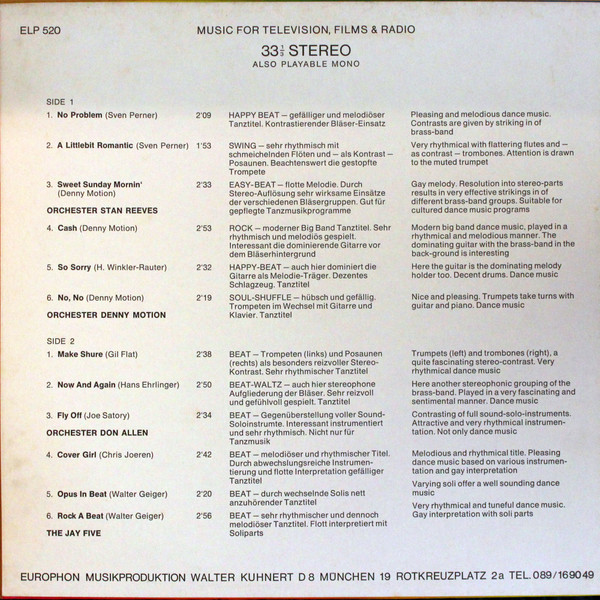 ELP 520
MUSIC FOR TELEVISION, FILMS & RADIO
33⅓ STEREO
ALSO PLAYABLE MONO
SIDE 1
1. No Problem (Sven Perner) 2'09 HAPPY BEAT – gefälliger und melodiöser Pleasing and melodious dance music.
Tanztitel. Kontrastierender Bläser-Einsatz Contrasts are given by striking in of
brass-band
2. A Littlebit Romantic (Sven Perner) 1'53 SWING – sehr rhythmisch mit Very rhythmical with flattering flutes and –
schmeichelnden Flöten und – als Kontrast – as contrast – trombones. Attention is drawn
Posaunen. Beachtenswert die gestopfte to the muted trumpet
Trompete
3. Sweet Sunday Mornin' 2'33 EASY-BEAT – flotte Melodie. Durch Gay melody. Resolution into stereo-parts
(Denny Motion) Stereo-Auflösung sehr wirksame Einsätze results in very effective strikings in of
der verschiedenen Bläsergruppen. Gut für different brass-band groups. Suitable for
ORCHESTER STAN REEVES gepflegte Tanzmusikprogramme cultured dance music programs
4. Cash (Denny Motion) 2'53 ROCK – moderner Big Band Tanztitel. Sehr Modern big band dance music, played in a
rhythmisch und melodiös gespielt. rhythmical and melodious manner. The
Interessant die dominierende Gitarre vor dominating guitar with the brass-band in the
dem Bläserhintergrund back-ground is interesting
5. So Sorry (H. Winkler-Rauter) 2'32 HAPPY-BEAT – auch hier dominiert die Here the guitar is the dominating melody
Gitarre als Melodie-Träger. Dezentes holder too. Decent drums. Dance music
Schlagzeug. Tanztitel
6. No, No (Denny Motion) 2'19 SOUL-SHUFFLE – hübsch und gefällig. Nice and pleasing. Trumpets take turns with
Trompeten im Wechsel mit Gitarre und guitar and piano. Dance music
ORCHESTER DENNY MOTION Klavier. Tanztitel
SIDE 2
1. Make Shure (Gil Flat) 2'38 BEAT – Trompeten (links) und Posaunen Trumpets (left) and trombones (right), a
(rechts) als besonders reizvoller Stereo- quite fascinating stereo-contrast. Very
Kontrast. Sehr rhythmischer Tanztitel rhythmical dance music
2. Now And Again (Hans Ehrlinger) 2'50 BEAT-WALTZ – auch hier stereophone Here another stereophonic grouping of the
Aufgliederung der Bläser. Sehr reizvoll brass-band. Played in a very fascinating and
und gefühlvoll gespielt. Tanztitel sentimental manner. Dance music
3. Fly Off (Joe Satory) 2'34 BEAT – Gegenüberstellung voller Sound- Contrasting of full sound-solo-instruments.
Soloinstrumte. Interessant instrumentiert Attractive and very rhythmical instrumen-
ORCHESTER DON ALLEN und sehr rhythmisch. Nicht nur für tation. Not only dance music
Tanzmusik
4. Cover Girl (Chris Joeren) 2'42 BEAT – melodiöser und rhythmischer Titel. Melodious and rhythmical title. Pleasing
Durch abwechslungsreiche Instrumen- dance music based on various instrumen-
tierung und flotte Interpretation gefälliger tation and gay interpretation
Tanztitel
Varying soli offer a well sounding dance
5. Opus In Beat (Walter Geiger) 2'20 BEAT – durch wechselnde Solis nett music
anzuhörender Tanztitel
Very rhythmical and tuneful dance music.
6. Rock A Beat (Walter Geiger) 2'56 BEAT – sehr rhythmischer und dennoch Gay interpretation with soli parts
melodiöser Tanztitel. Flott interpretiert mit
THE JAY FIVE Soliparts
EUROPHON MUSIKPRODUKTION WALTER KUHNERT D 8 MÜNCHEN 19 ROTKREUZPLATZ 2a TEL. 089/169049